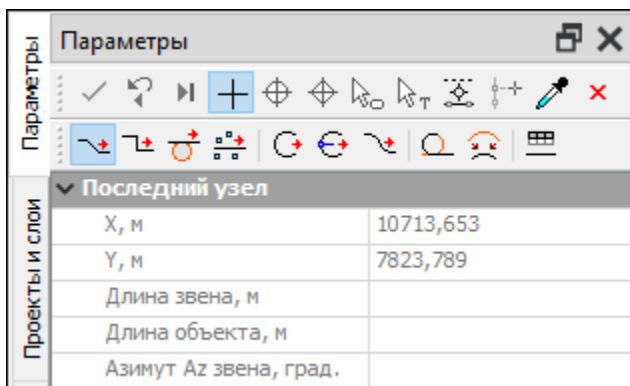 Параметры
Параметры
Проекты и слои
Последний узел
X, м 10713,653
Y, м 7823,789
Длина звена, м
Длина объекта, м
Азимут Az звена, град.